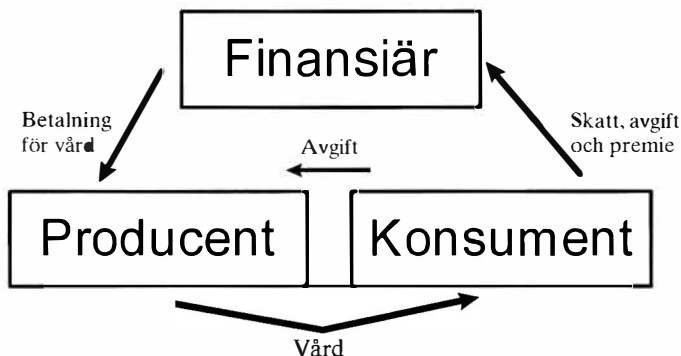 Finansiär
Betalning
för vård
Skatt, avgift
och premie
Avgift
Producent
Konsument
Vård